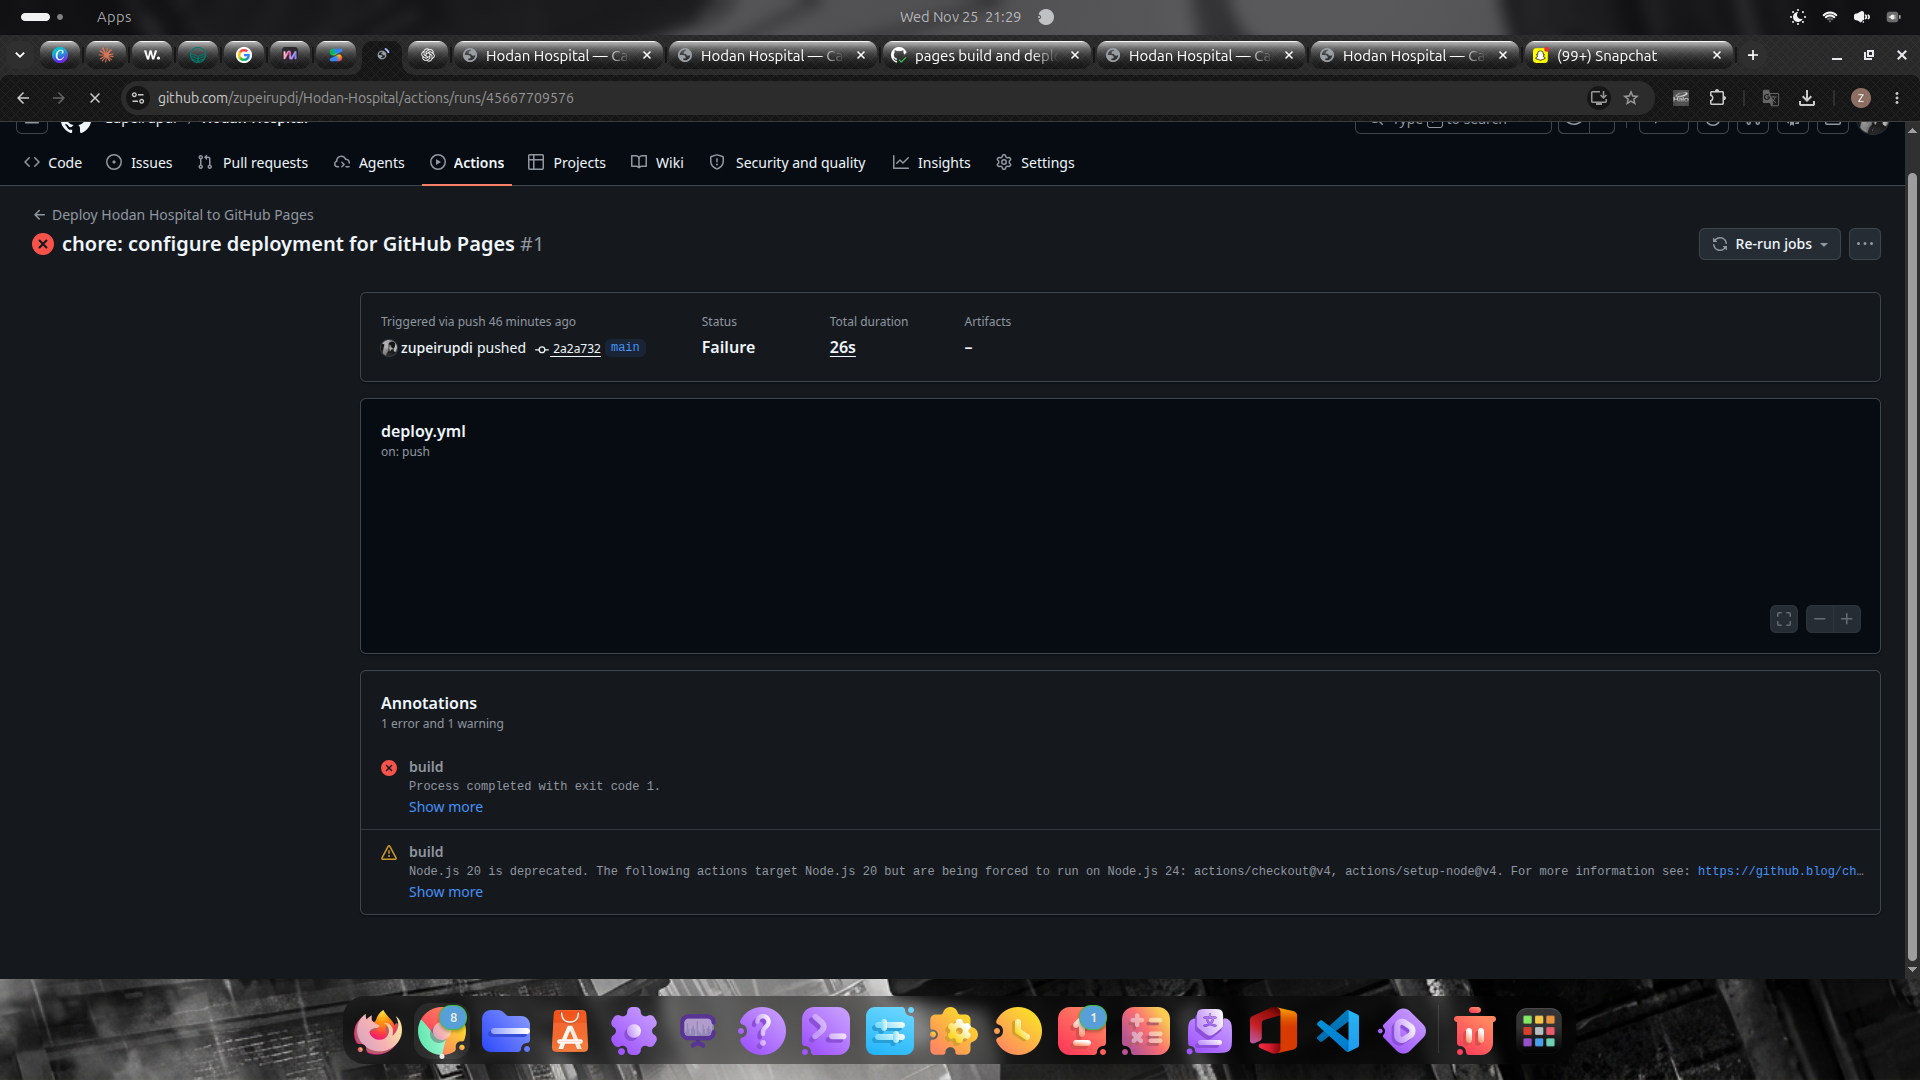 Apps
Wed Nov 25 21:29
W.
Hodan Hospital — Ca
Hodan Hospital — Ca
pages build and depl
Hodan Hospital — Ca
Hodan Hospital — Ca
(99+) Snapchat
github.com/zupeirupdi/Hodan-Hospital/actions/runs/45667709576
Z
Code
Issues
Pull requests
Agents
Actions
Projects
Wiki
Security and quality
Insights
Settings
Deploy Hodan Hospital to GitHub Pages
chore: configure deployment for GitHub Pages #1
Re-run jobs
Triggered via push 46 minutes ago
Status
Total duration
Artifacts
zupeirupdi pushed 2a2a732 main
Failure
26s
–
deploy.yml
on: push
Annotations
1 error and 1 warning
build
Process completed with exit code 1.
Show more
build
Node.js 20 is deprecated. The following actions target Node.js 20 but are being forced to run on Node.js 24: actions/checkout@v4, actions/setup-node@v4. For more information see: https://github.blog/ch…
Show more
8
1